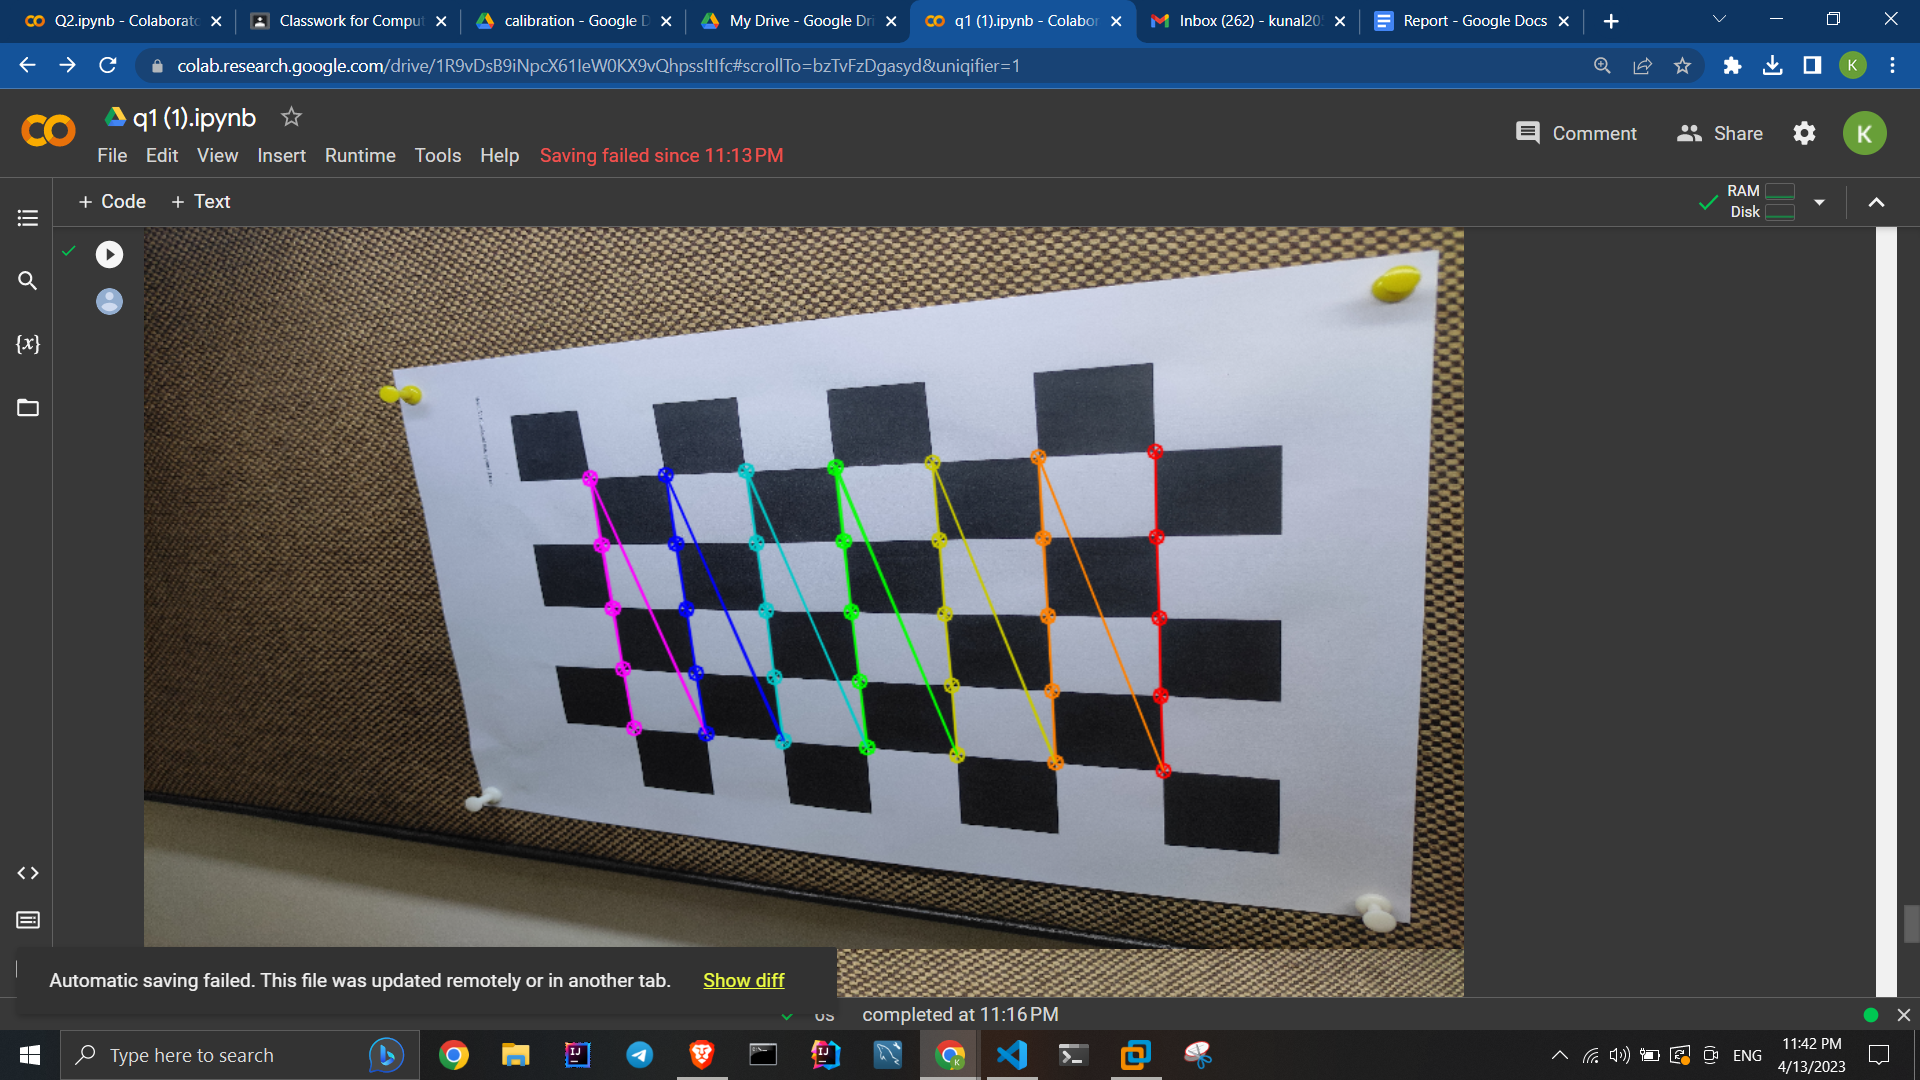 Q2.ipynb - Colaborato
Classwork for Comput
calibration - Google D
My Drive - Google Dri
q1 (1).ipynb - Colabor
Inbox (262) - kunal20
Report - Google Docs
colab.research.google.com/drive/1R9vDsB9iNpcX61IeW0KX9vQhpssItIfc#scrollTo=bzTvFzDgasyd&uniqifier=1
K
q1 (1).ipynb
Comment
Share
K
File Edit View Insert Runtime Tools Help Saving failed since 11:13 PM
+ Code + Text
RAM
Disk
{x}
Automatic saving failed. This file was updated remotely or in another tab. Show diff
completed at 11:16 PM
Type here to search
ENG
11:42 PM
4/13/2023